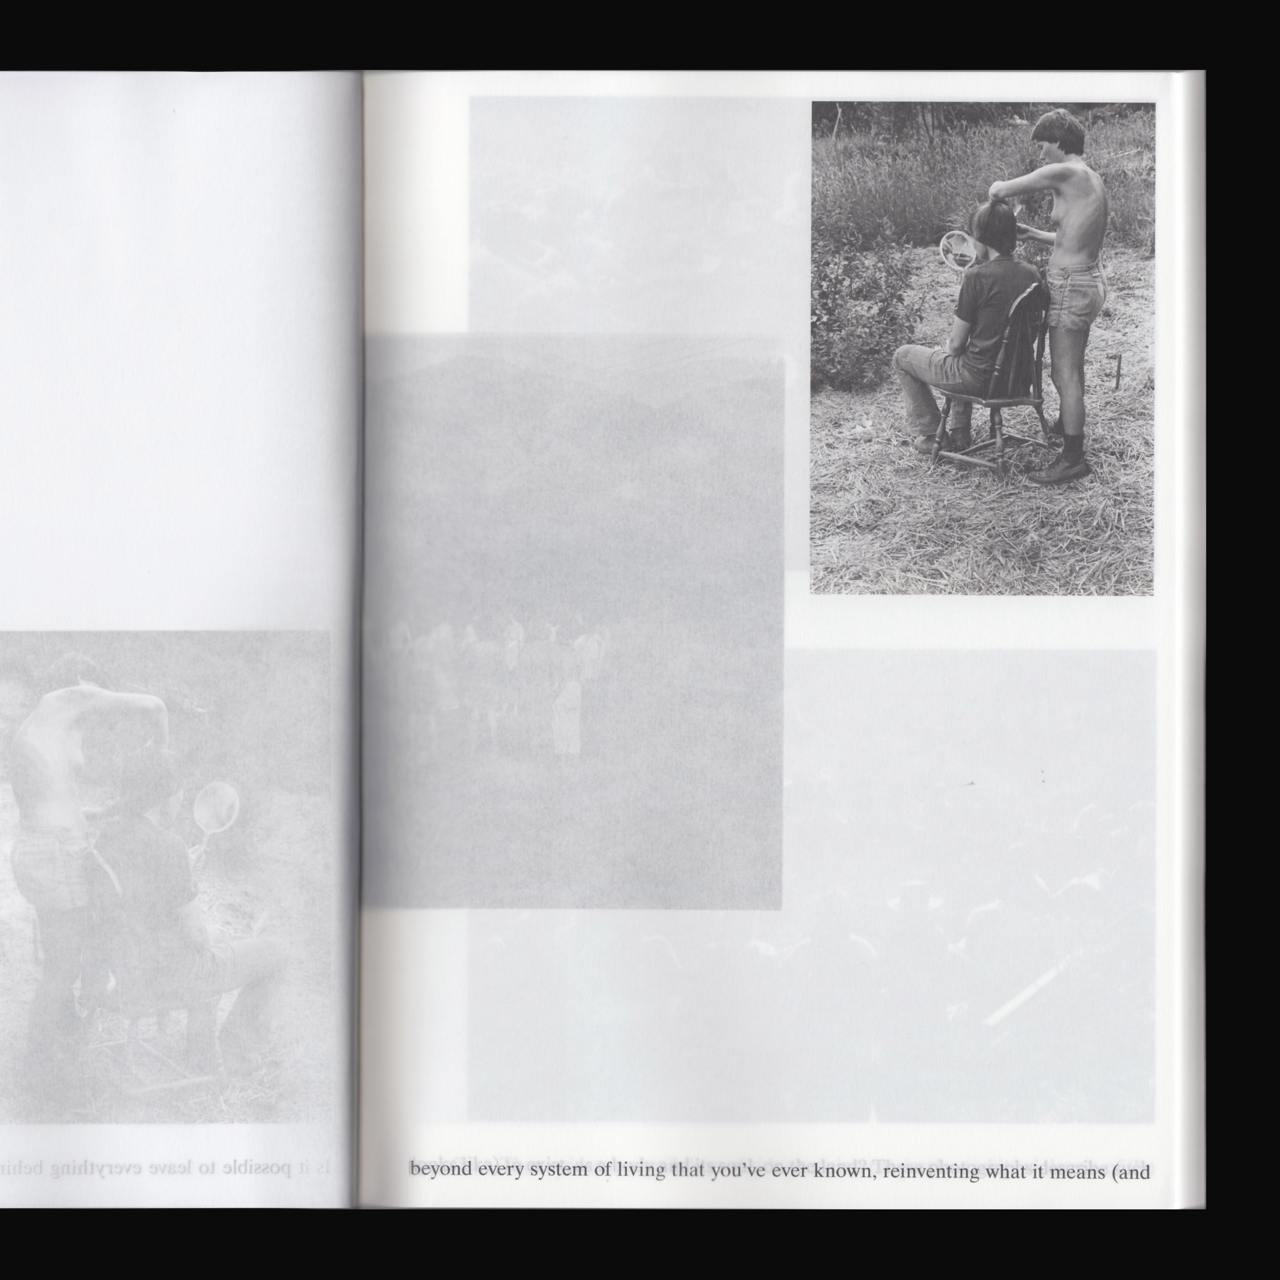 Is it possible to leave everything
beyond every system of living that you've ever known, reinventing what it means (and